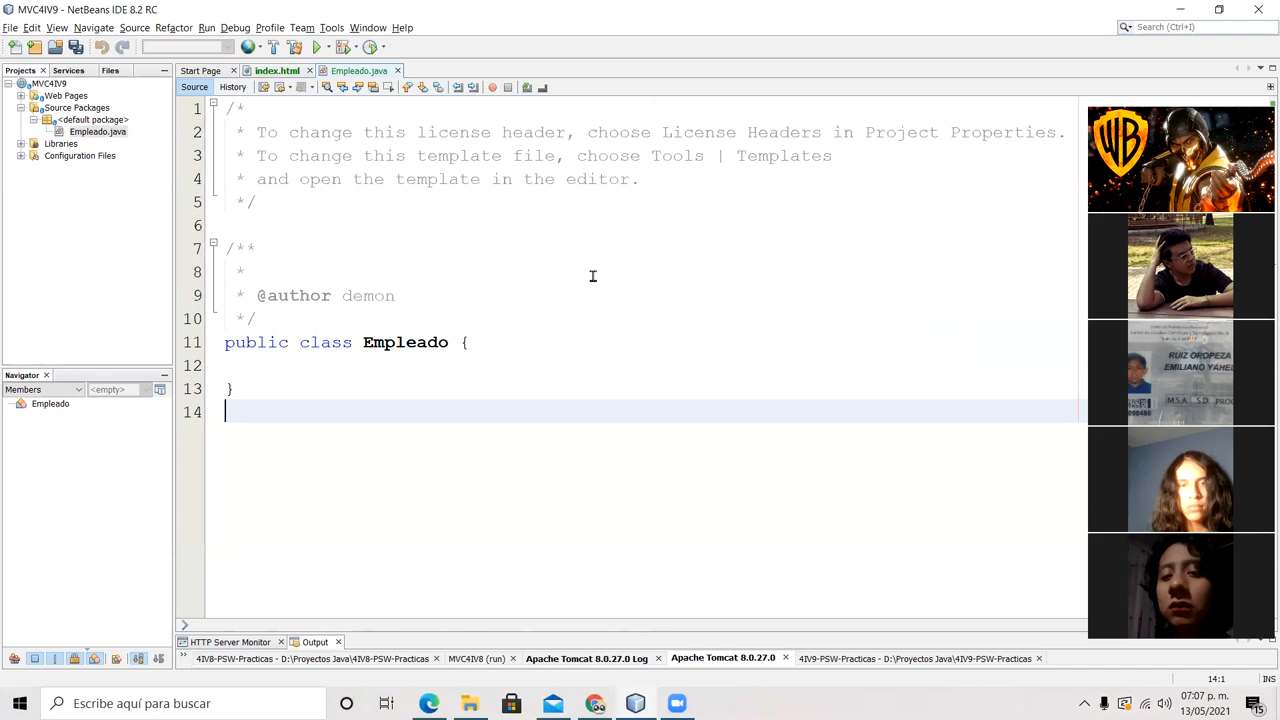 MVC4IV9 - NetBeans IDE 8.2 RC
File Edit View Navigate Source Refactor Run Debug Profile Team Tools Window Help
Search (Ctrl+I)
Projects Services Files
Start Page index.html Empleado.java
MVC4IV9
Web Pages
Source Packages
<default package>
Empleado.java
Libraries
Configuration Files
Source History
1 /*
2 * To change this license header, choose License Headers in Project Properties.
3 * To change this template file, choose Tools | Templates
4 * and open the template in the editor.
5 */
6
7 /**
8 *
9 * @author demon
10 */
11 public class Empleado {
12
13 }
14
Navigator
Members <empty>
Empleado
WB
RUIZ OROPEZA
EMILIANO YAHE
M.S.A S.D. PROG
090480
HTTP Server Monitor Output
4IV8-PSW-Practicas - D:\Proyectos Java\4IV8-PSW-Practicas MVC4IV8 (run) Apache Tomcat 8.0.27.0 Log Apache Tomcat 8.0.27.0 4IV9-PSW-Practicas - D:\Proyectos Java\4IV9-PSW-Practicas
14:1 INS
Escribe aquí para buscar
07:07 p. m.
13/05/2021
15